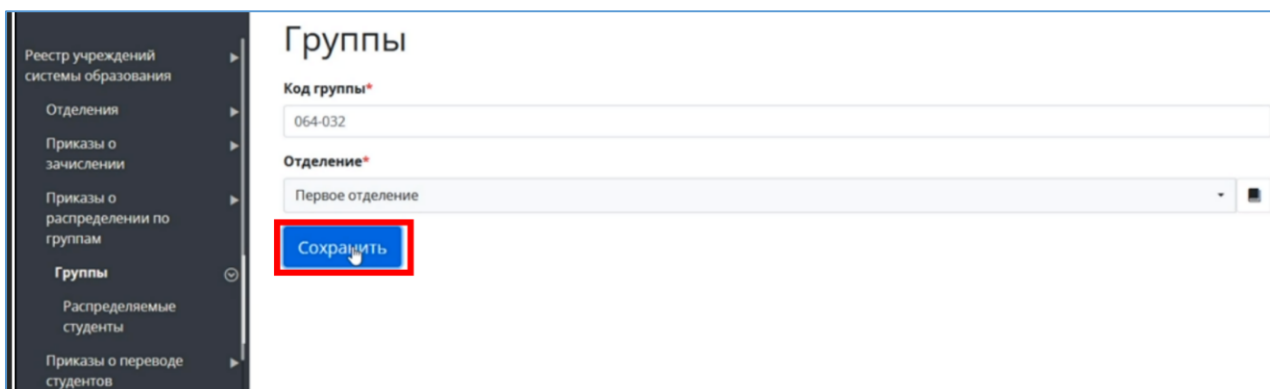 Группы
Реестр учреждений
системы образования
Отделения
Приказы о
зачислении
Приказы о
распределении по
группам
Группы
Распределяемые
студенты
Приказы о переводе
студентов
Код группы*
064-032
Отделение*
Первое отделение
Сохранить